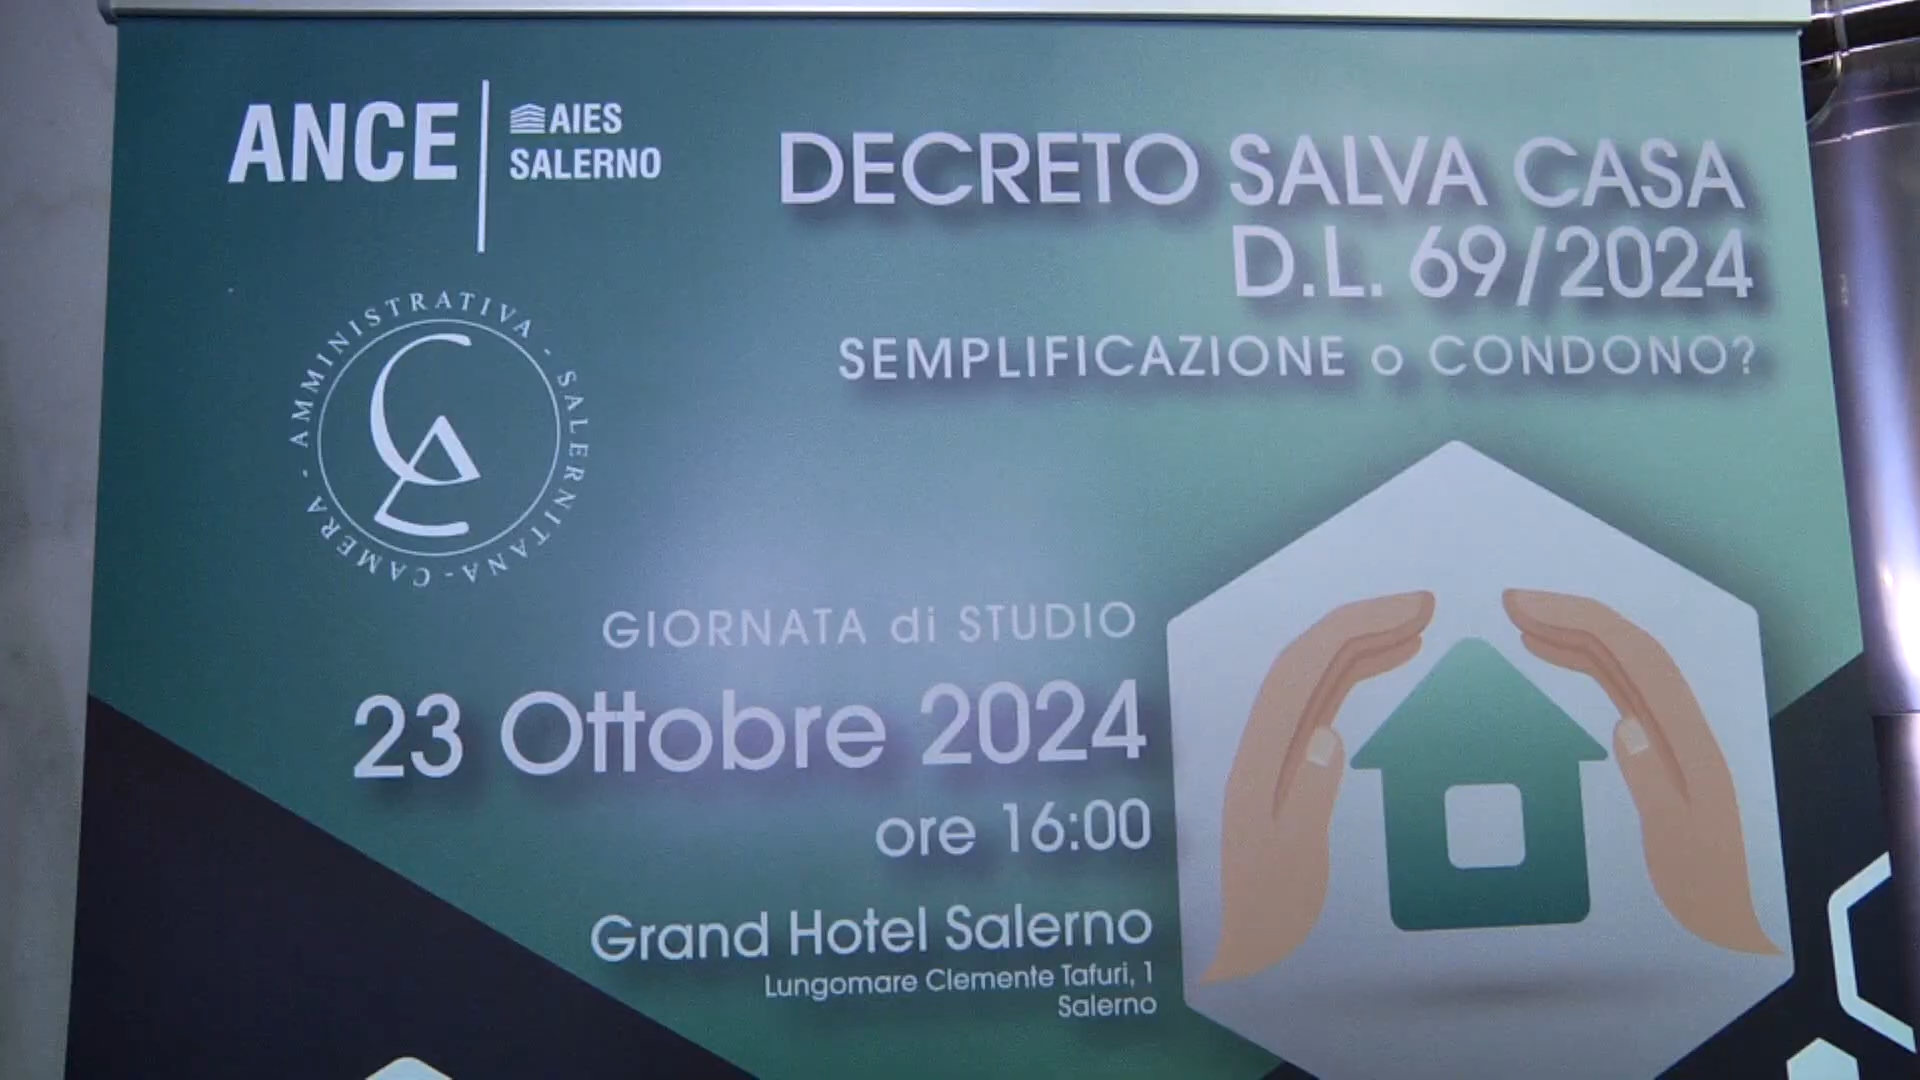 ANCE
AIES
SALERNO
DECRETO SALVA CASA
D.L. 69/2024
SEMPLIFICAZIONE o CONDONO?
CAMERA - AMMINISTRATIVA - SALERNITANA -
GIORNATA di STUDIO
23 Ottobre 2024
ore 16:00
Grand Hotel Salerno
Lungomare Clemente Tafuri, 1
Salerno